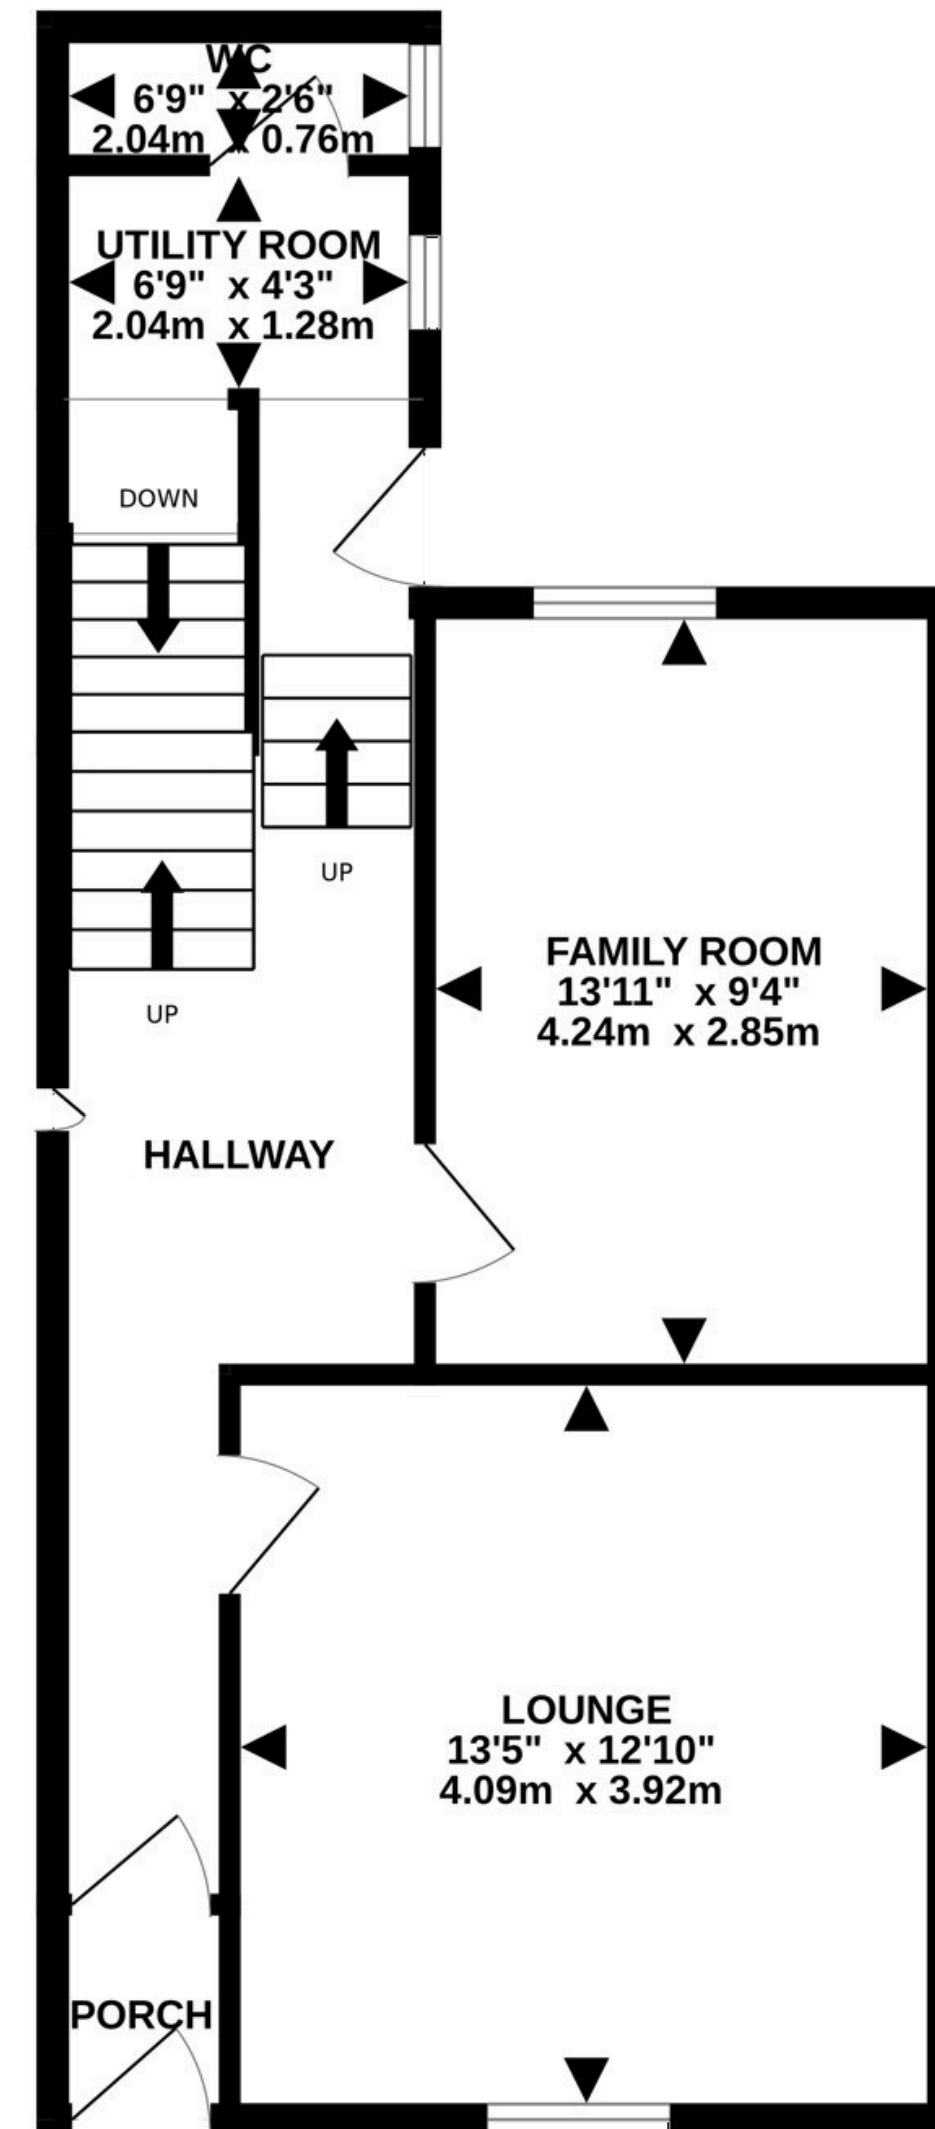 WC
6'9" x 2'6"
2.04m x 0.76m
UTILITY ROOM
6'9" x 4'3"
2.04m x 1.28m
DOWN
UP
UP
FAMILY ROOM
13'11" x 9'4"
4.24m x 2.85m
HALLWAY
LOUNGE
13'5" x 12'10"
4.09m x 3.92m
PORCH